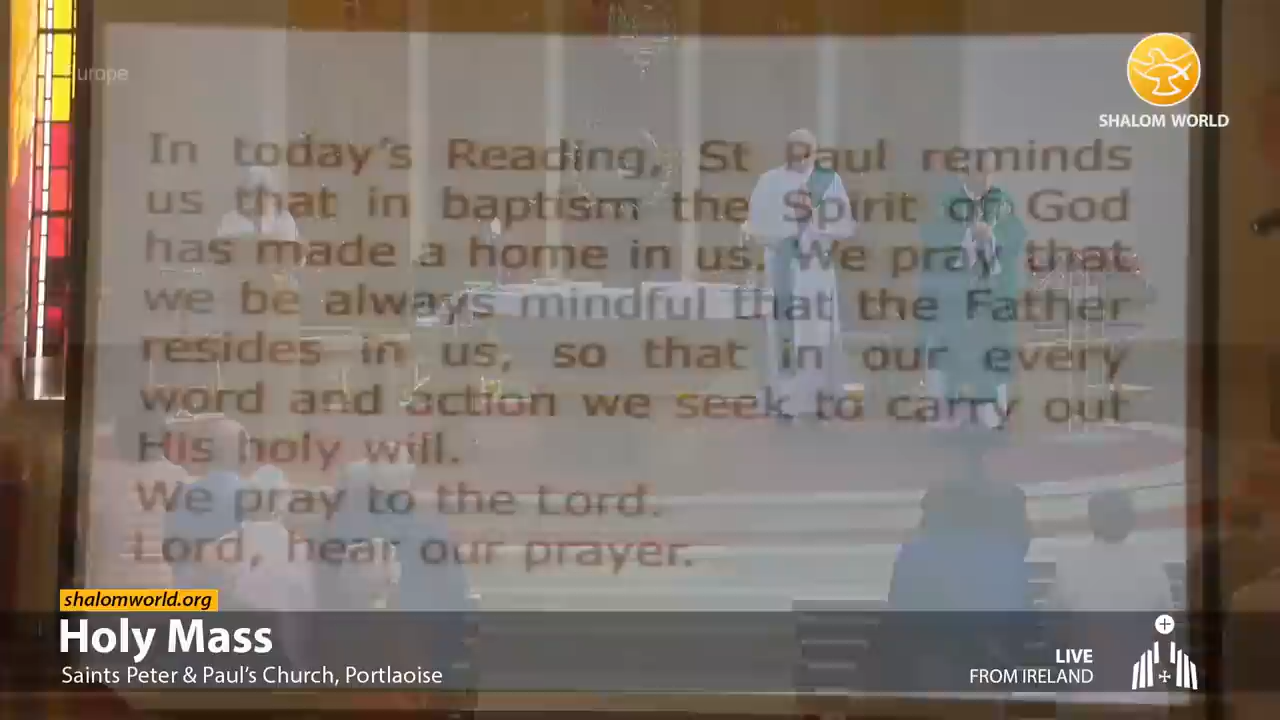 urope
SHALOM WORLD
In today's Reading, St Paul reminds
us that in baptism the Spirit of God
has made a home in us. We pray that
we be always mindful that the Father
resides in us, so that in our every
word and action we seek to carry out
His holy will.
We pray to the Lord.
Lord, hear our prayer.
shalomworld.org
Holy Mass
Saints Peter & Paul's Church, Portlaoise
LIVE
FROM IRELAND